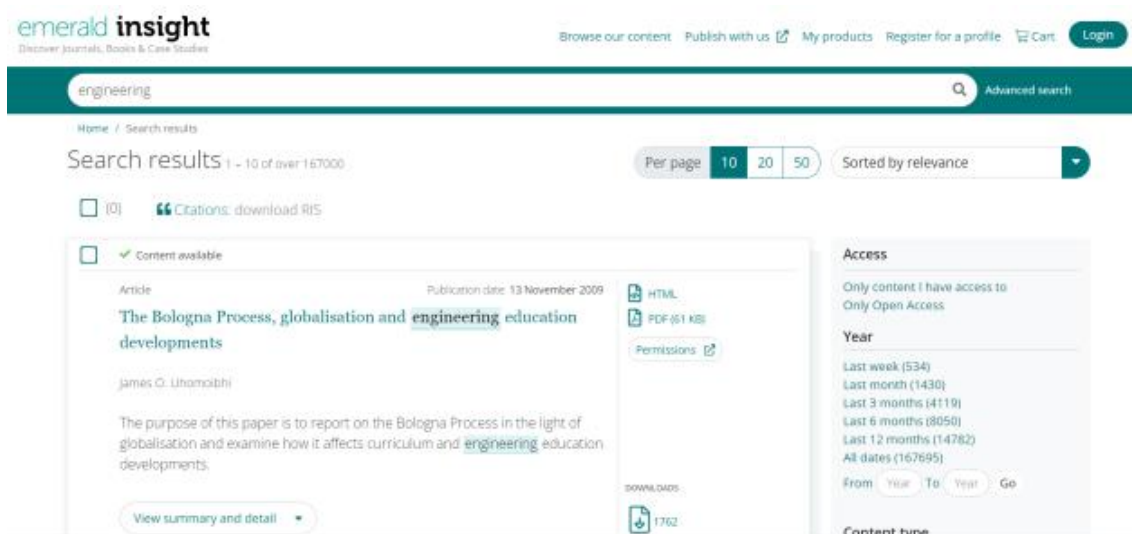 emerald insight
Discover Journals, Books & Case Studies
Browse our content Publish with us My products Register for a profile Cart Login
engineering
Advanced search
Home / Search results
Search results 1 – 10 of over 167000
Per page 10 20 50 Sorted by relevance
(0) Citations: download RIS
Content available
Article Publication date: 13 November 2009
The Bologna Process, globalisation and engineering education
developments
James O. Uhomoibhi
The purpose of this paper is to report on the Bologna Process in the light of
globalisation and examine how it affects curriculum and engineering education
developments.
View summary and detail
HTML
PDF (61 KB)
Permissions
DOWNLOADS
1762
Access
Only content I have access to
Only Open Access
Year
Last week (534)
Last month (1430)
Last 3 months (4119)
Last 6 months (8050)
Last 12 months (14782)
All dates (167695)
From Year To Year Go
Content type